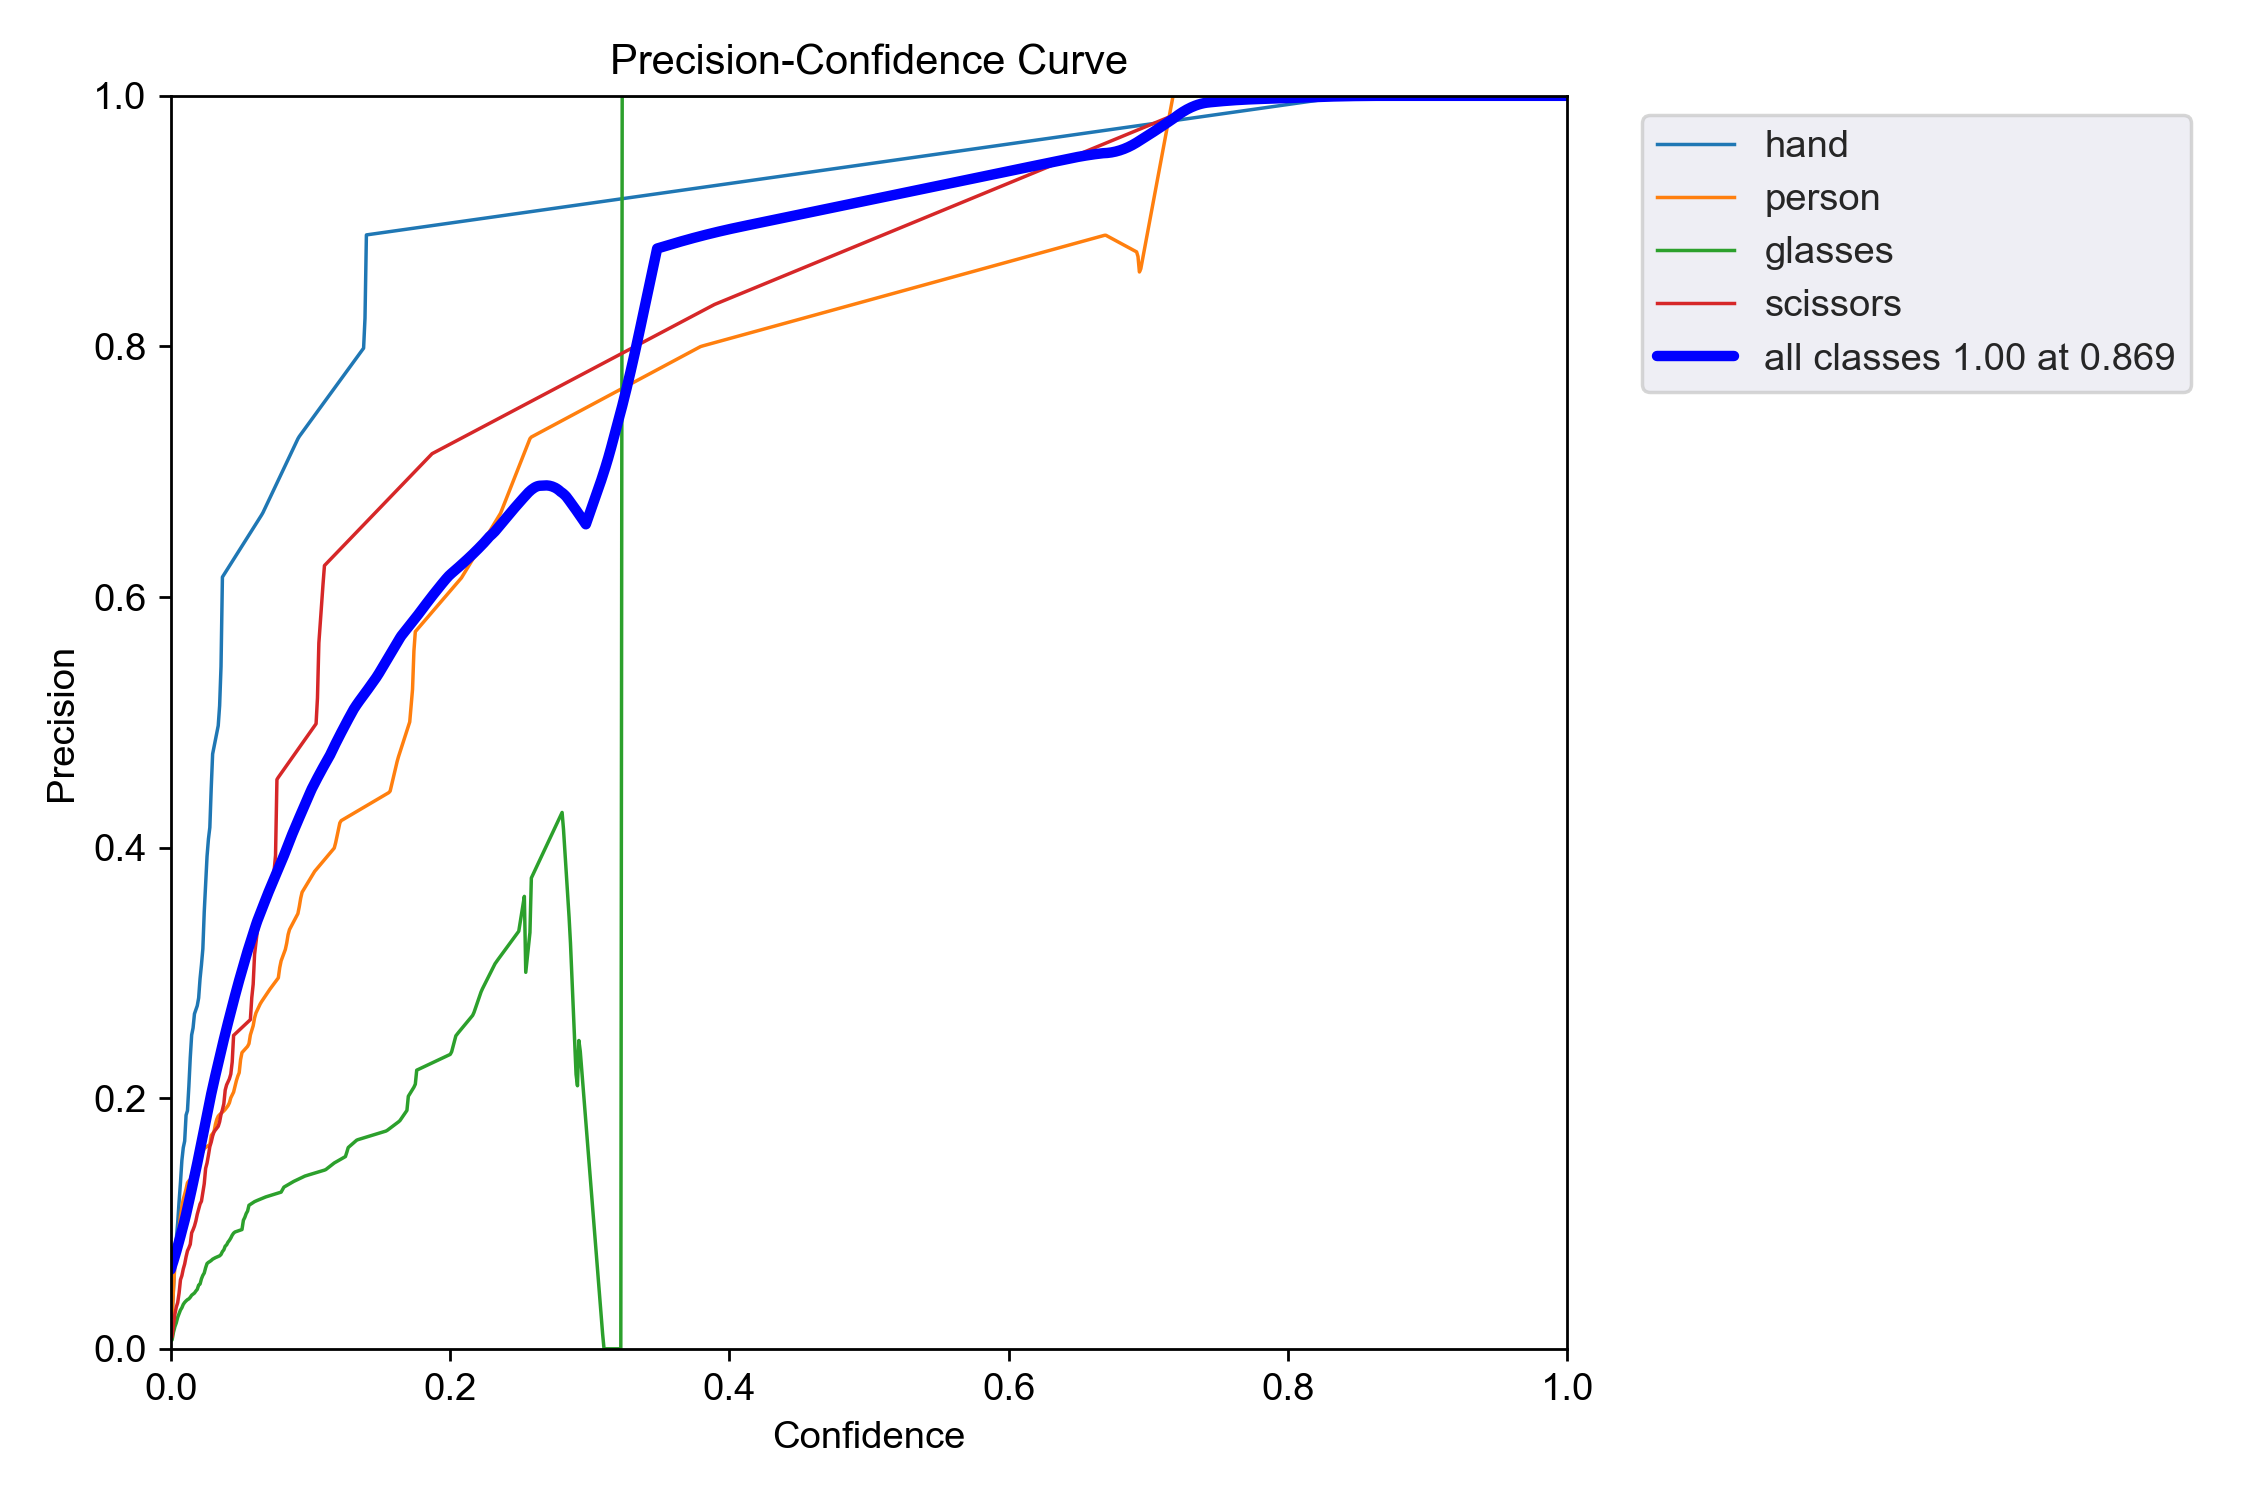 Precision-Confidence Curve
1.0
0.8
0.6
0.4
0.2
0.0
Precision
0.0 0.2 0.4 0.6 0.8 1.0
Confidence
hand
person
glasses
scissors
all classes 1.00 at 0.869